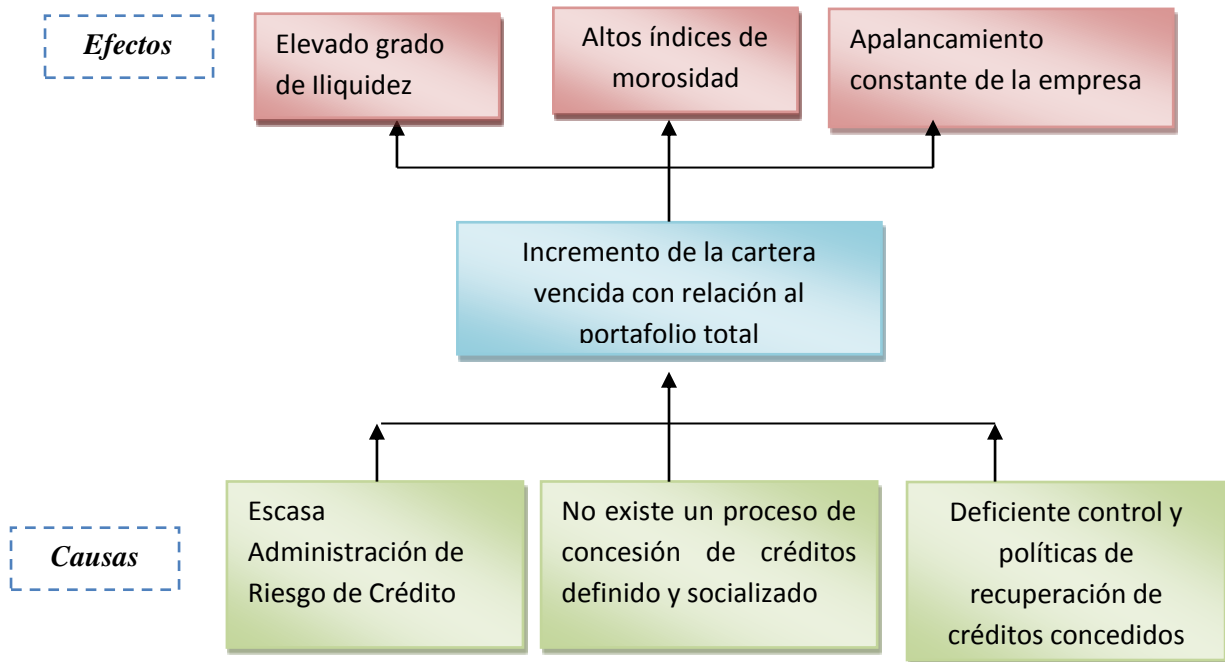 Efectos
Elevado grado
de Iliquidez
Altos índices de
morosidad
Apalancamiento
constante de la empresa
Incremento de la cartera
vencida con relación al
portafolio total
Causas
Escasa
Administración de
Riesgo de Crédito
No existe un proceso de
concesión de créditos
definido y socializado
Deficiente control y
políticas de
recuperación de
créditos concedidos